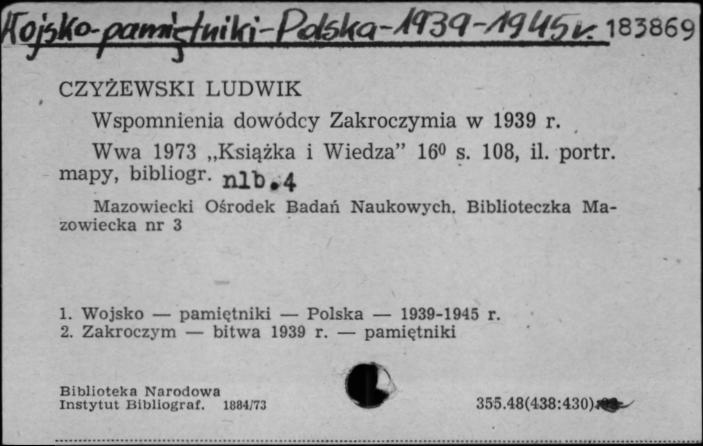 Wojsko-pamiętniki-Polska-1939-1945r. 183869
CZYŻEWSKI LUDWIK
Wspomnienia dowódcy Zakroczymia w 1939 r.
Wwa 1973 „Książka i Wiedza” 16⁰ s. 108, il. portr.
mapy, bibliogr. nlb.4
Mazowiecki Ośrodek Badań Naukowych. Biblioteczka Ma-
zowiecka nr 3
1. Wojsko — pamiętniki — Polska — 1939-1945 r.
2. Zakroczym — bitwa 1939 r. — pamiętniki
Biblioteka Narodowa
Instytut Bibliograf. 1884/73 355.48(438:430)